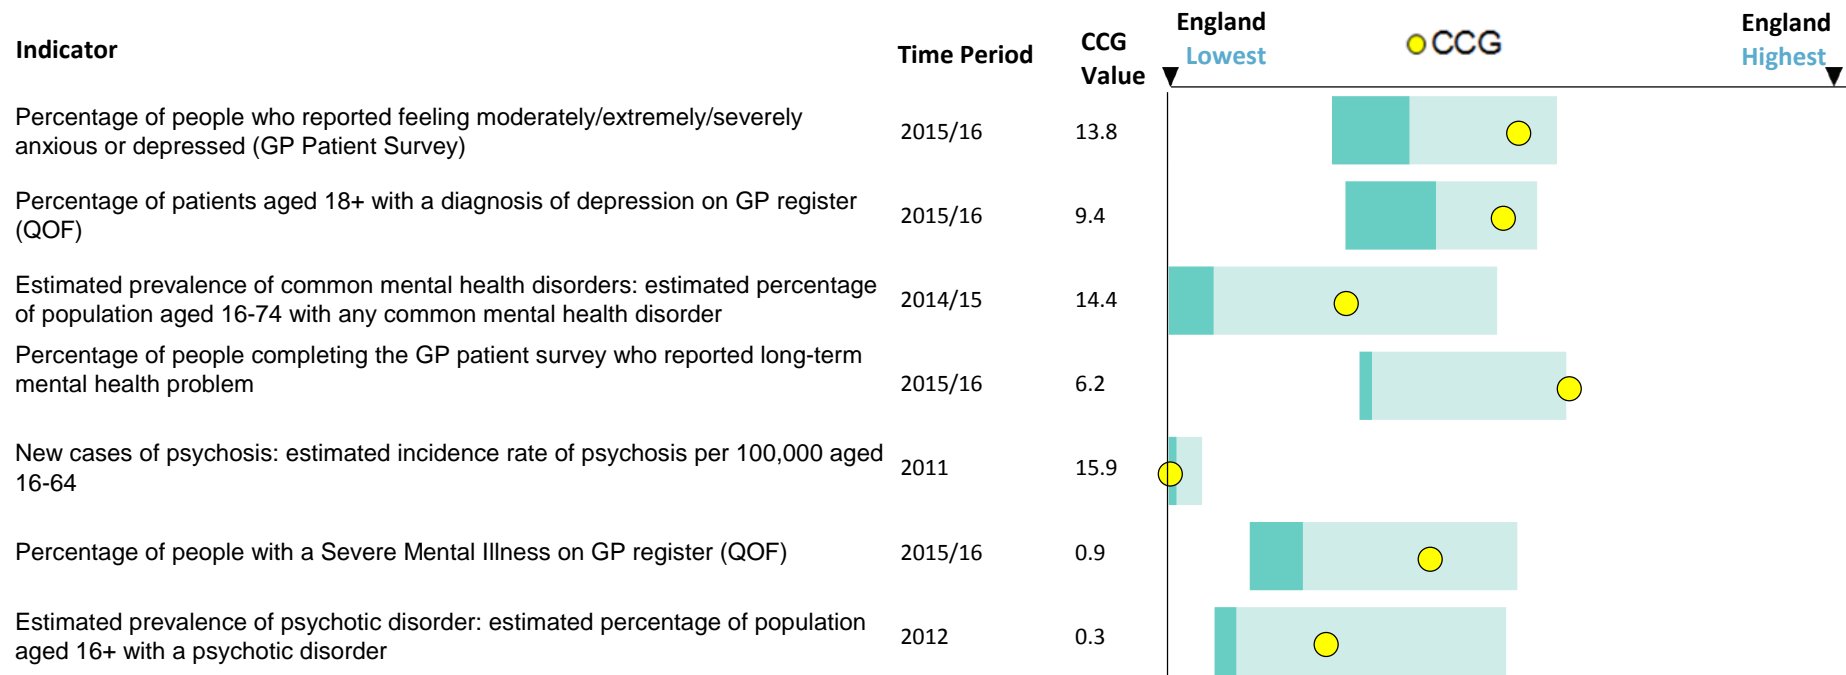 Indicator
Time Period
CCG
Value
England
Lowest
CCG
England
Highest
Percentage of people who reported feeling moderately/extremely/severely
anxious or depressed (GP Patient Survey)
2015/16
13.8
Percentage of patients aged 18+ with a diagnosis of depression on GP register
(QOF)
2015/16
9.4
Estimated prevalence of common mental health disorders: estimated percentage
of population aged 16-74 with any common mental health disorder
2014/15
14.4
Percentage of people completing the GP patient survey who reported long-term
mental health problem
2015/16
6.2
New cases of psychosis: estimated incidence rate of psychosis per 100,000 aged
16-64
2011
15.9
Percentage of people with a Severe Mental Illness on GP register (QOF)
2015/16
0.9
Estimated prevalence of psychotic disorder: estimated percentage of population
aged 16+ with a psychotic disorder
2012
0.3